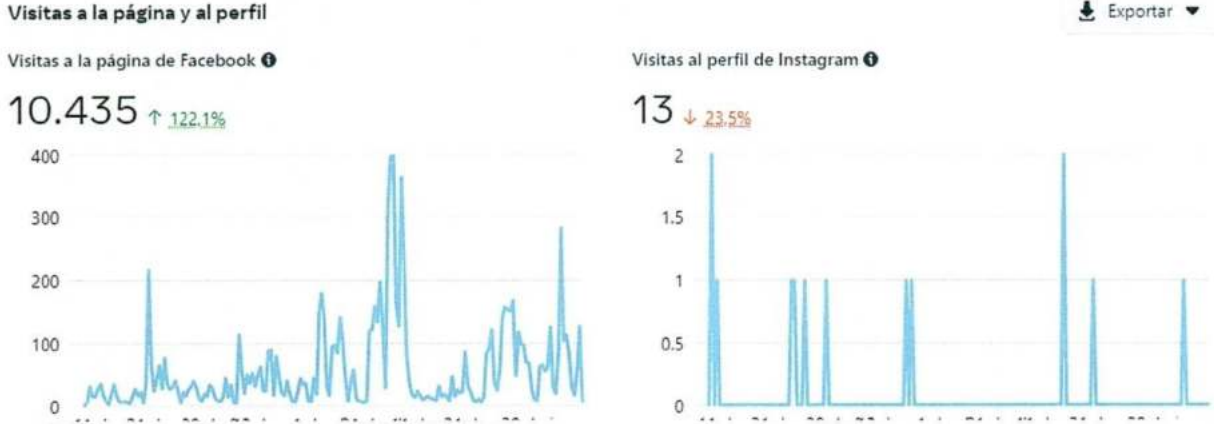 Visitas a la página y al perfil
Exportar
Visitas a la página de Facebook
Visitas al perfil de Instagram
10.435 ↑ 122.1%
13 ↓ 23.5%
400
300
200
100
0
2
1.5
1
0.5
0